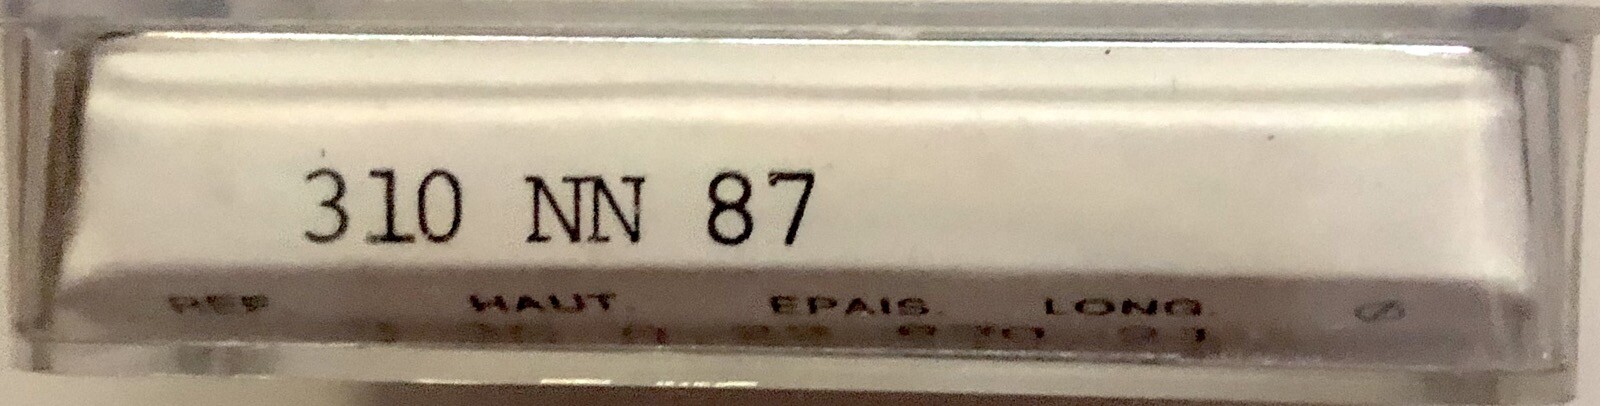 310 NN 87
REF HAUT. EPAIS. LONG. Ø